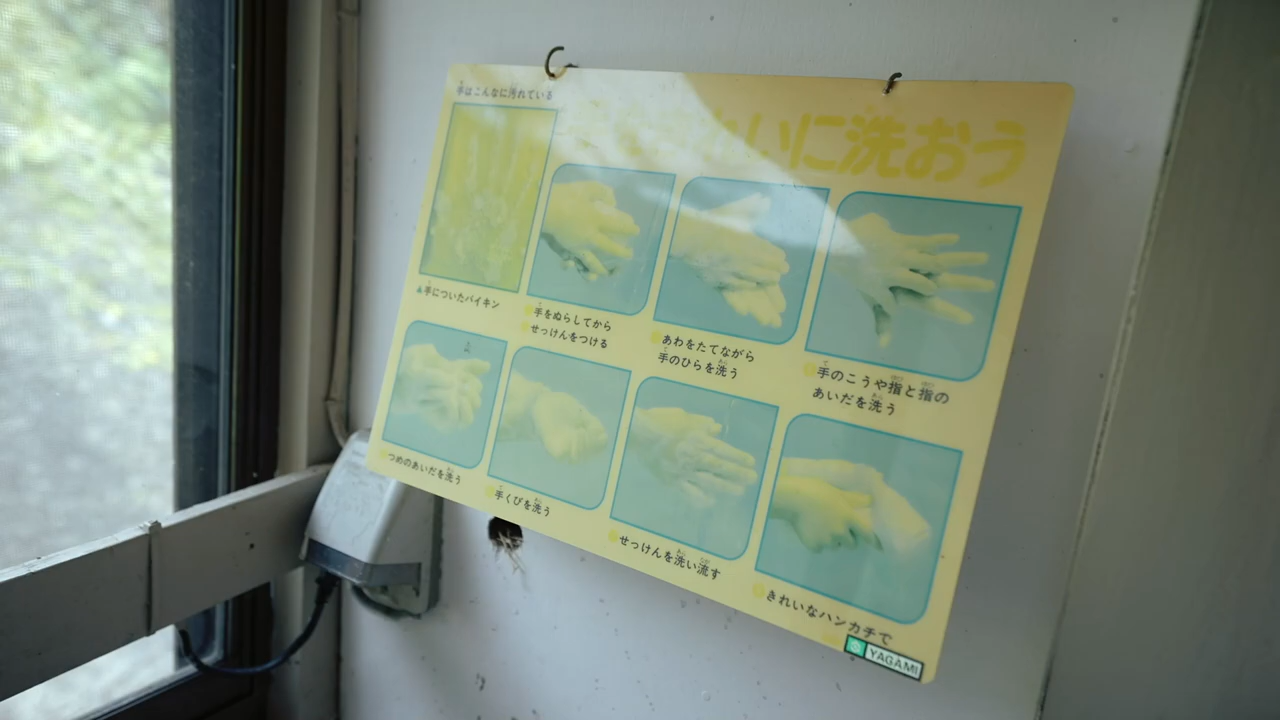 手はこんなに汚れている
いに洗おう
手についたバイキン
手をぬらしてから
せっけんをつける
あわをたてながら
手のひらを洗う
手のこうや指と指の
あいだを洗う
つめのあいだを洗う
手くびを洗う
せっけんを洗い流す
きれいなハンカチで
YAGAMI